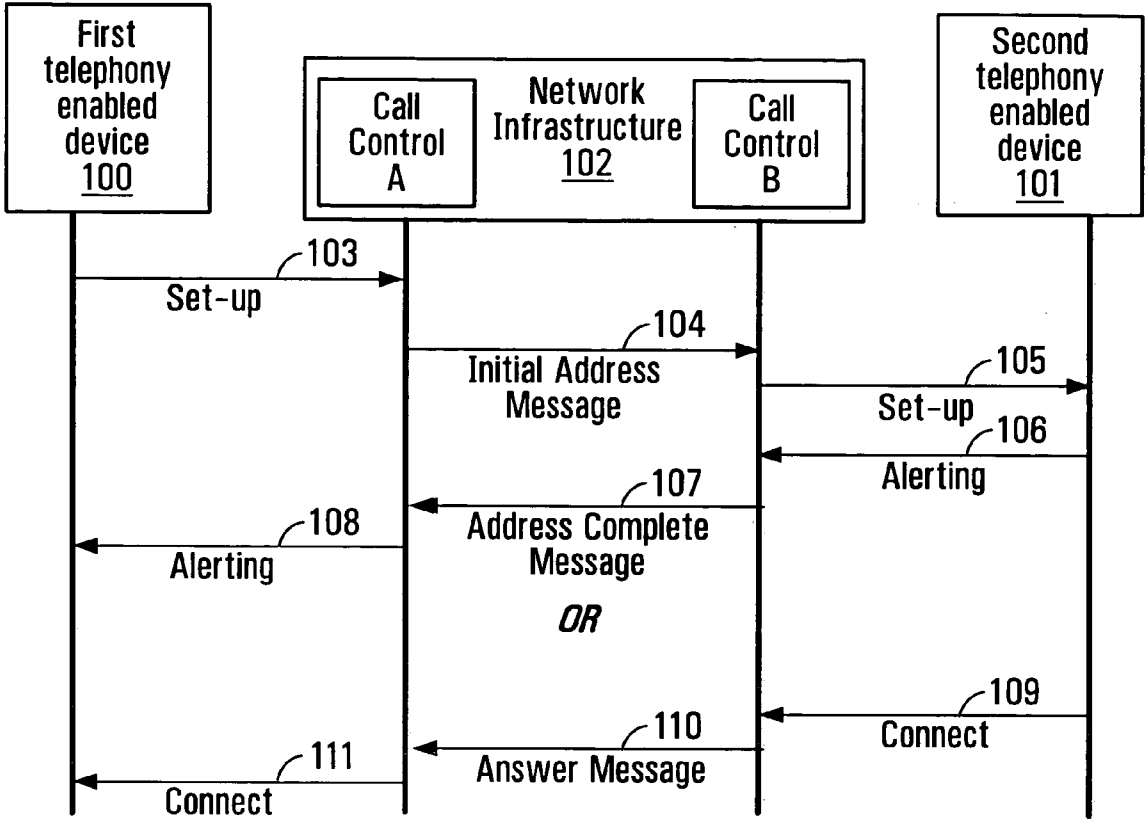 First
telephony
enabled
device
100
Network
Infrastructure
102
Call
Control
A
Call
Control
B
Second
telephony
enabled
device
101
103
Set-up
104
Initial Address
Message
105
Set-up
106
Alerting
107
Address Complete
Message
108
Alerting
OR
109
Connect
110
Answer Message
111
Connect